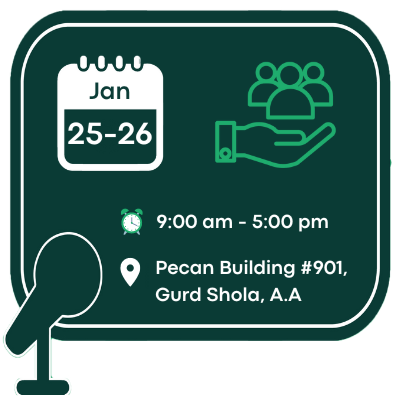 Jan
25-26
9:00 am - 5:00 pm
Pecan Building #901,
Gurd Shola, A.A